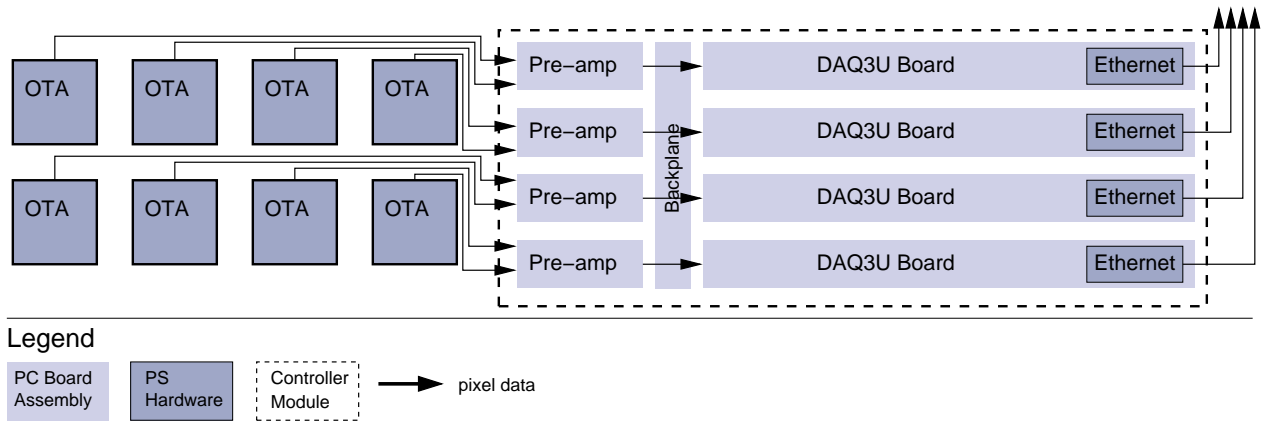 OTA OTA OTA OTA
Pre−amp DAQ3U Board Ethernet
Pre−amp DAQ3U Board Ethernet
Backplane
OTA OTA OTA OTA
Pre−amp DAQ3U Board Ethernet
Pre−amp DAQ3U Board Ethernet
Legend
PC Board
Assembly
PS
Hardware
Controller
Module
pixel data